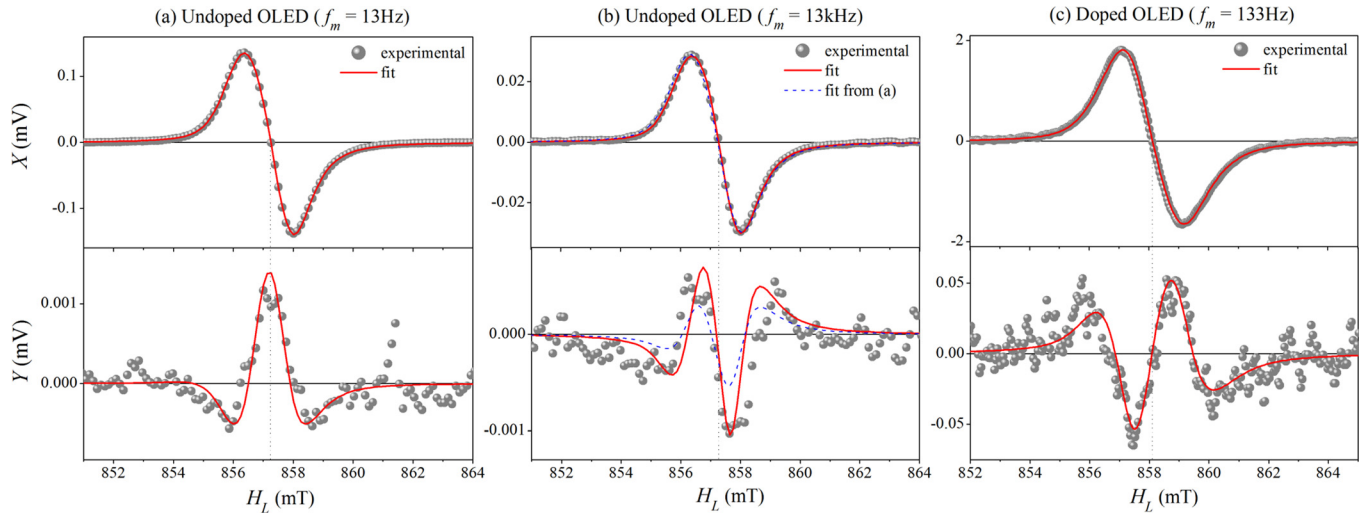 (a) Undoped OLED (f_m = 13Hz)
(b) Undoped OLED (f_m = 13kHz)
(c) Doped OLED (f_m = 133Hz)
X (mV)
0.1
0.0
-0.1
experimental
fit
0.02
0.00
-0.02
experimental
fit
fit from (a)
2
0
-2
experimental
fit
Y (mV)
0.001
0.000
0.000
-0.001
0.05
0.00
-0.05
852 854 856 858 860 862 864
852 854 856 858 860 862 864
852 854 856 858 860 862 864
H_L (mT)
H_L (mT)
H_L (mT)